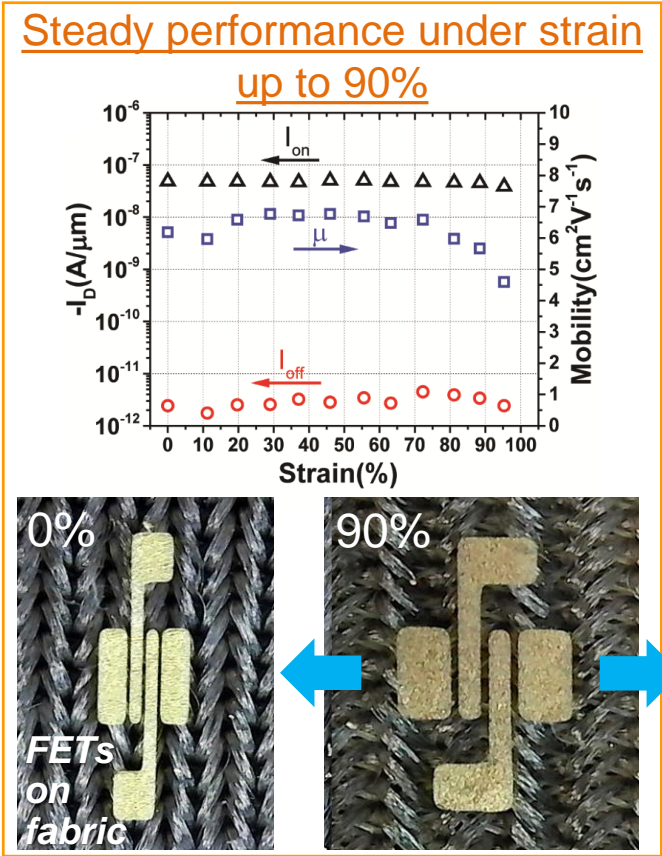 Steady performance under strain
up to 90%
10⁻⁶
10⁻⁷
10⁻⁸
10⁻⁹
10⁻¹⁰
10⁻¹¹
10⁻¹²
-I_D(A/μm)
I_on
μ
I_off
10
9
8
7
6
5
4
3
2
1
0
Mobility(cm²V⁻¹s⁻¹)
0 10 20 30 40 50 60 70 80 90 100
Strain(%)
0%
FETs
on
fabric
90%